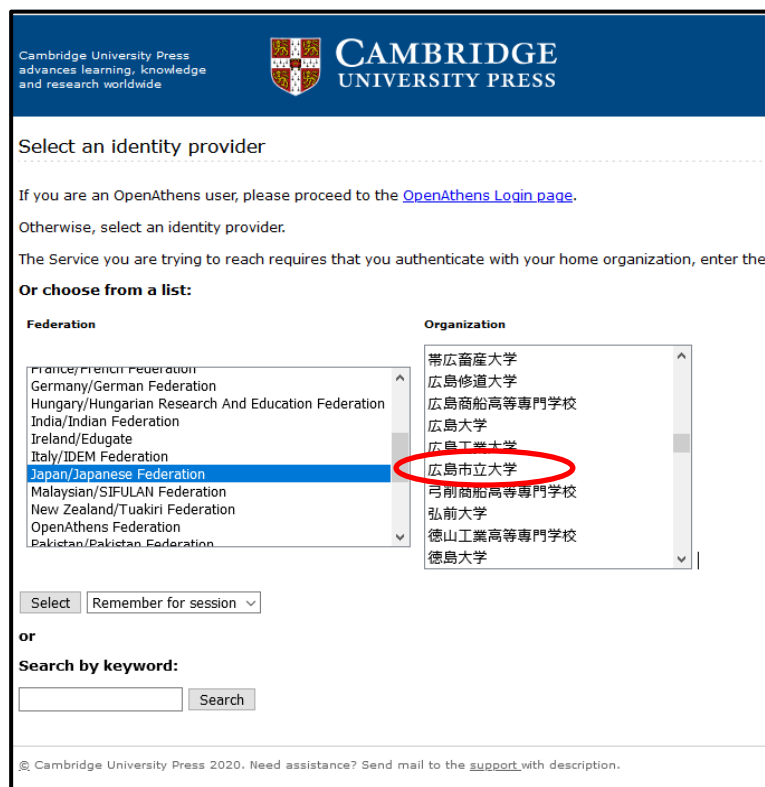 Cambridge University Press
advances learning, knowledge
and research worldwide
CAMBRIDGE
UNIVERSITY PRESS
Select an identity provider
If you are an OpenAthens user, please proceed to the OpenAthens Login page.
Otherwise, select an identity provider.
The Service you are trying to reach requires that you authenticate with your home organization, enter the
Or choose from a list:
Federation
France/French Federation
Germany/German Federation
Hungary/Hungarian Research And Education Federation
India/Indian Federation
Ireland/Edugate
Italy/IDEM Federation
Japan/Japanese Federation
Malaysian/SIFULAN Federation
New Zealand/Tuakiri Federation
OpenAthens Federation
Pakistan/Pakistan Federation
Organization
帯広畜産大学
広島修道大学
広島商船高等専門学校
広島大学
広島工業大学
広島市立大学
弓削商船高等専門学校
弘前大学
徳山工業高等専門学校
徳島大学
Select
Remember for session
or
Search by keyword:
Search
© Cambridge University Press 2020. Need assistance? Send mail to the support with description.